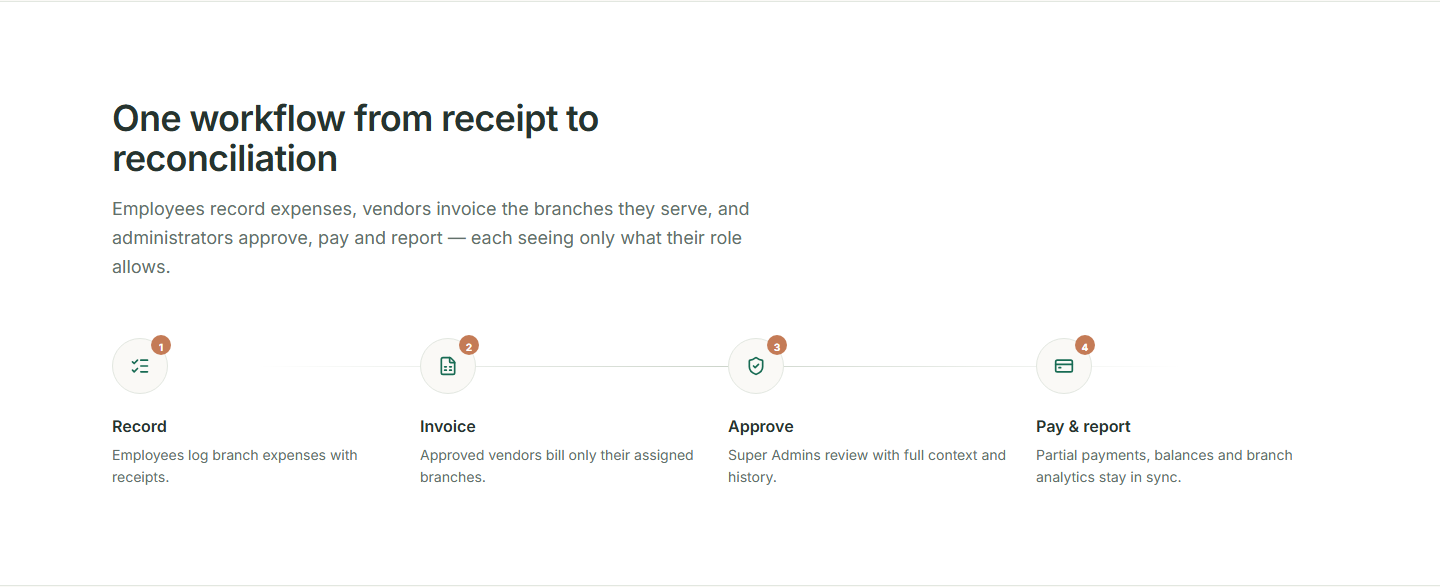 One workflow from receipt to
reconciliation
Employees record expenses, vendors invoice the branches they serve, and
administrators approve, pay and report — each seeing only what their role
allows.
1
2
3
4
Record
Invoice
Approve
Pay & report
Employees log branch expenses with
receipts.
Approved vendors bill only their assigned
branches.
Super Admins review with full context and
history.
Partial payments, balances and branch
analytics stay in sync.